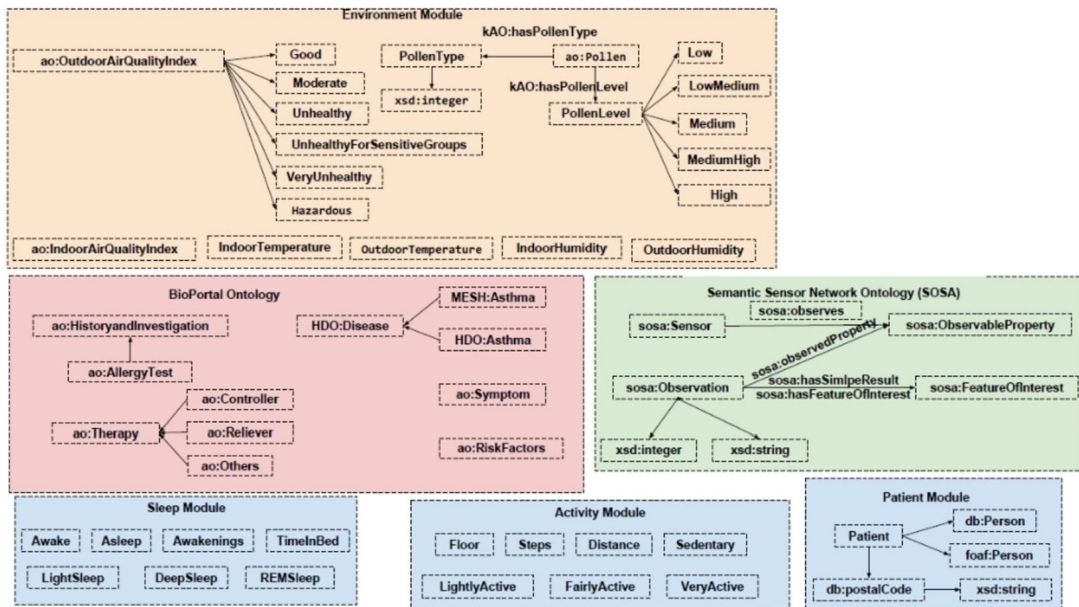 Environment Module
kAO:hasPollenType
ao:OutdoorAirQualityIndex
Good
Moderate
Unhealthy
UnhealthyForSensitiveGroups
VeryUnhealthy
Hazardous
PollenType
ao:Pollen
xsd:integer
kAO:hasPollenLevel
PollenLevel
Low
LowMedium
Medium
MediumHigh
High
ao:IndoorAirQualityIndex
IndoorTemperature
OutdoorTemperature
IndoorHumidity
OutdoorHumidity
BioPortal Ontology
ao:HistoryandInvestigation
ao:AllergyTest
ao:Therapy
ao:Controller
ao:Reliever
ao:Others
HDO:Disease
MESH:Asthma
HDO:Asthma
ao:Symptom
ao:RiskFactors
Semantic Sensor Network Ontology (SOSA)
sosa:observes
sosa:Sensor
sosa:ObservableProperty
sosa:observedProperty
sosa:Observation
sosa:hasSimlpeResult
sosa:hasFeatureOfInterest
sosa:FeatureOfInterest
xsd:integer
xsd:string
Sleep Module
Awake
Asleep
Awakenings
TimeInBed
LightSleep
DeepSleep
REMSleep
Activity Module
Floor
Steps
Distance
Sedentary
LightlyActive
FairlyActive
VeryActive
Patient Module
Patient
db:Person
foaf:Person
db:postalCode
xsd:string